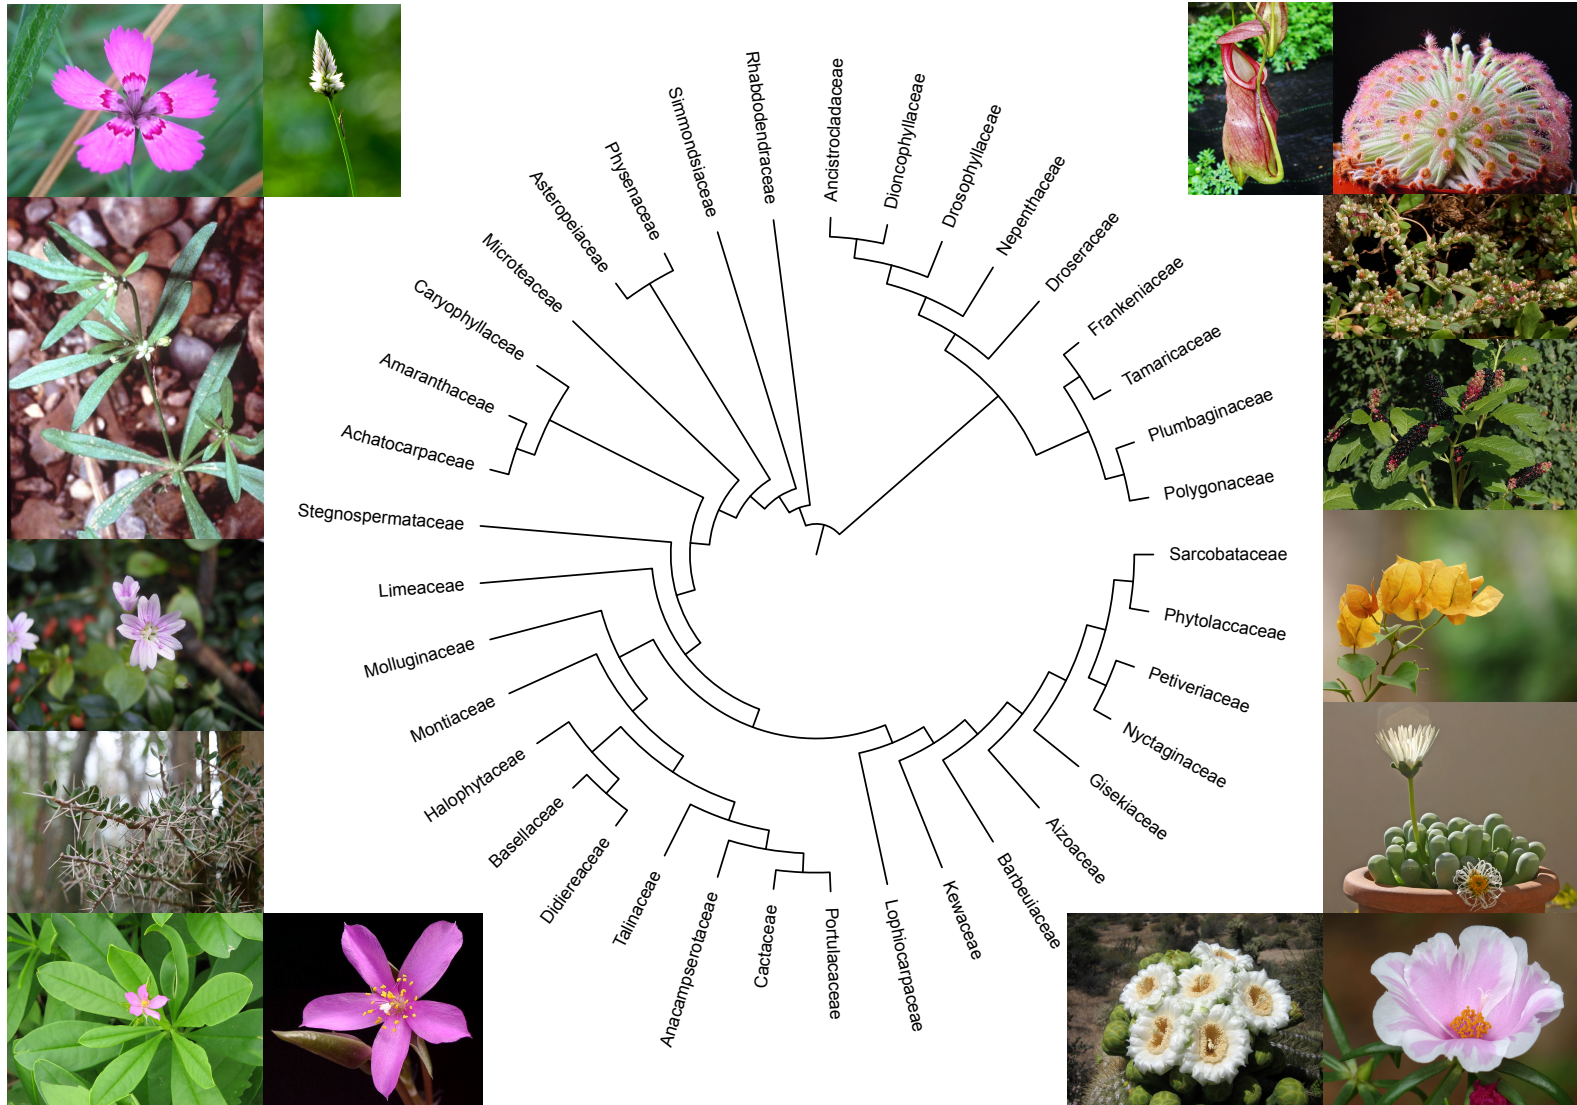 Rhabdodendraceae
Simmondsiaceae
Physenaceae
Asteropeiaceae
Microteaceae
Caryophyllaceae
Amaranthaceae
Achatocarpaceae
Stegnospermataceae
Limeaceae
Molluginaceae
Montiaceae
Halophytaceae
Basellaceae
Didiereaceae
Talinaceae
Anacampserotaceae
Cactaceae
Portulacaceae
Lophiocarpaceae
Kewaceae
Barbeuiaceae
Aizoaceae
Gisekiaceae
Nyctaginaceae
Petiveriaceae
Phytolaccaceae
Sarcobataceae
Polygonaceae
Plumbaginaceae
Tamaricaceae
Frankeniaceae
Droseraceae
Nepenthaceae
Drosophyllaceae
Dioncophyllaceae
Ancistrocladaceae